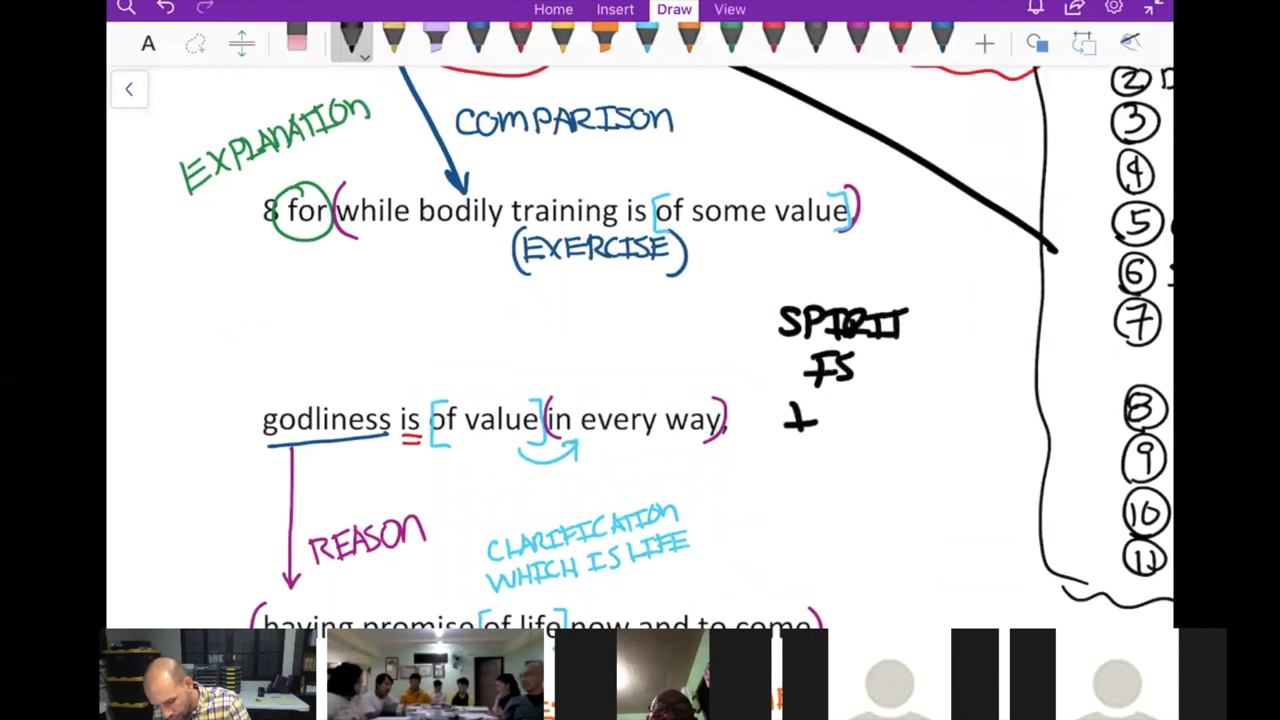 Home Insert Draw View
A
EXPLANATION
COMPARISON
8 for (while bodily training is [of some value])
(EXERCISE)
SPIRIT
IS
godliness is [of value] (in every way),
REASON
CLARIFICATION
WHICH IS LIFE
(having promise [of life] now and to come)
2
3
4
5
6
7
8
9
10
11